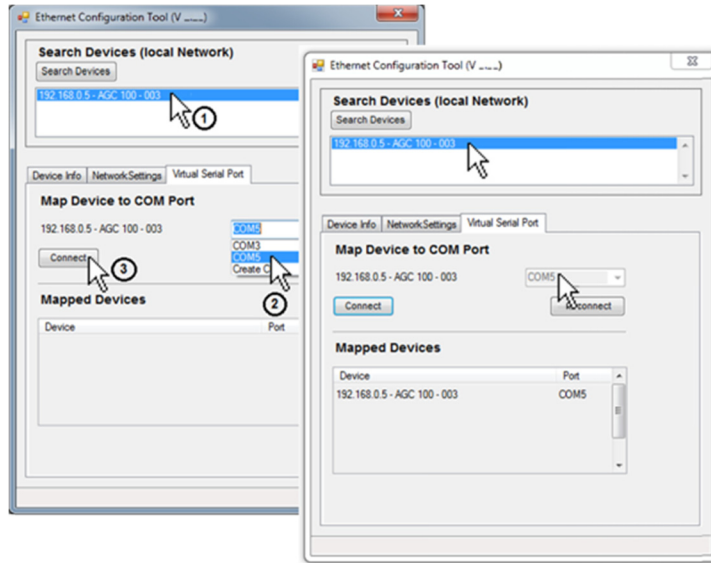 Ethernet Configuration Tool (V _.__)
Search Devices (local Network)
Search Devices
192.168.0.5 - AGC 100 - 003
1
Device Info NetworkSettings Virtual Serial Port
Map Device to COM Port
192.168.0.5 - AGC 100 - 003 COM5
COM3
Connect COM5
Create C
3
2
Mapped Devices
Device Port
Ethernet Configuration Tool (V _.__)
Search Devices (local Network)
Search Devices
192.168.0.5 - AGC 100 - 003
Device Info NetworkSettings Virtual Serial Port
Map Device to COM Port
192.168.0.5 - AGC 100 - 003 COM5
Connect
Mapped Devices
Device Port
192.168.0.5 - AGC 100 - 003 COM5